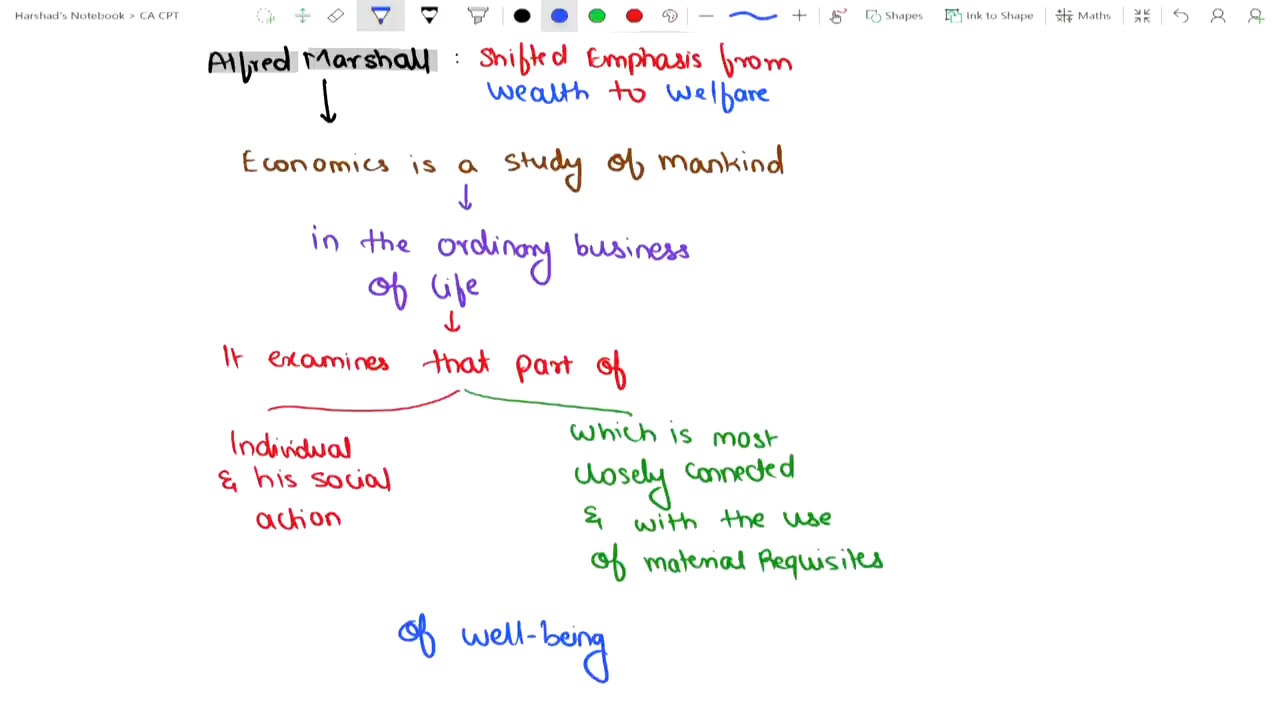 Harshad's Notebook > CA CPT
Shapes
Ink to Shape
Maths
Alfred Marshall : Shifted Emphasis from
Wealth to Welfare
Economics is a study of mankind
in the ordinary business
of life
It examines that part of
Individual
& his social
action
Which is most
closely connected
& with the use
of material Requisites
of well-being